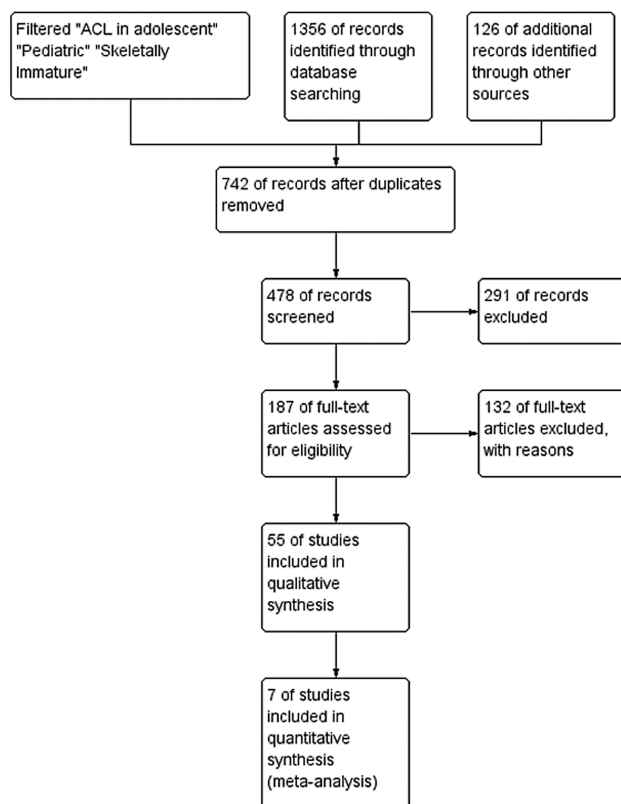 Filtered "ACL in adolescent"
"Pediatric" "Skeletally
Immature"
1356 of records
identified through
database
searching
126 of additional
records identified
through other
sources
742 of records after duplicates
removed
478 of records
screened
291 of records
excluded
187 of full-text
articles assessed
for eligibility
132 of full-text
articles excluded,
with reasons
55 of studies
included in
qualitative
synthesis
7 of studies
included in
quantitative
synthesis
(meta-analysis)